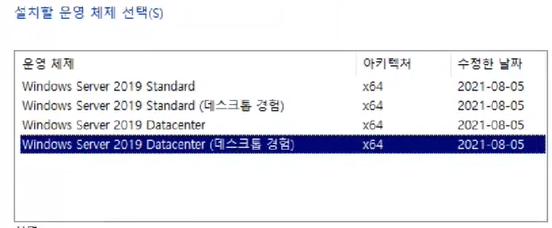 설치할 운영 체제 선택(S)
운영 체제 아키텍처 수정한 날짜
Windows Server 2019 Standard x64 2021-08-05
Windows Server 2019 Standard (데스크톱 경험) x64 2021-08-05
Windows Server 2019 Datacenter x64 2021-08-05
Windows Server 2019 Datacenter (데스크톱 경험) x64 2021-08-05